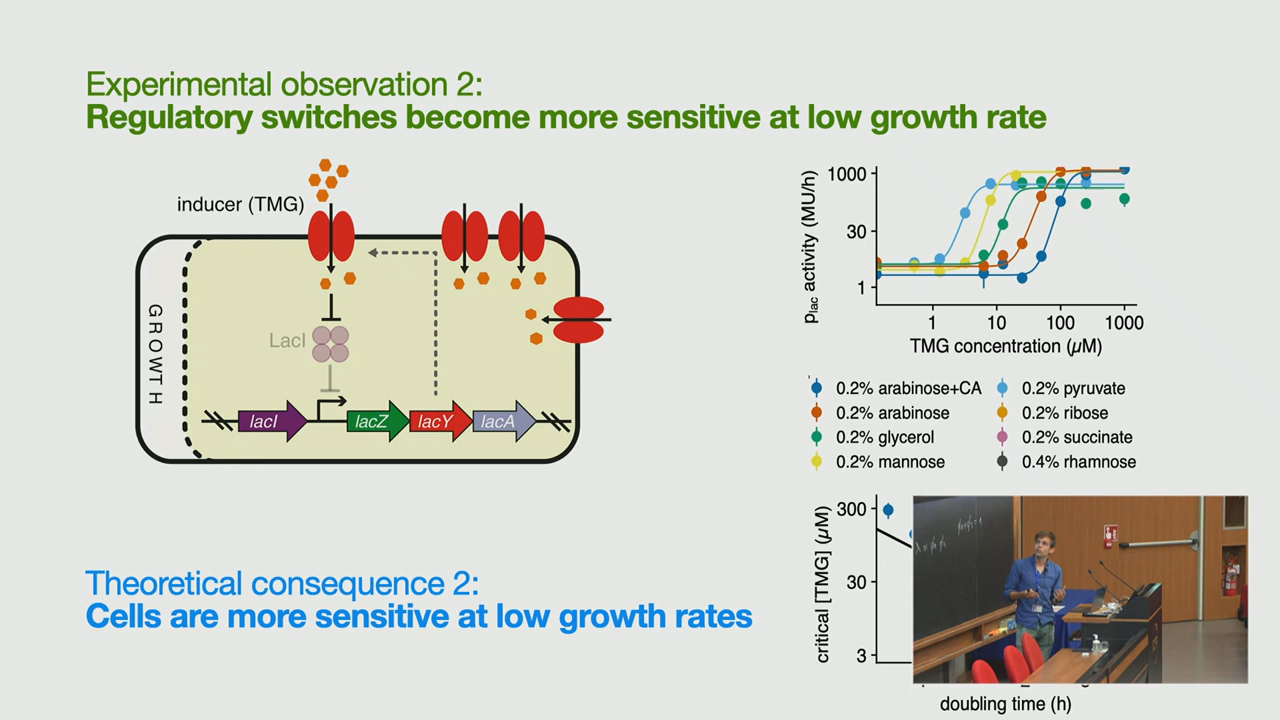 Experimental observation 2:
Regulatory switches become more sensitive at low growth rate
inducer (TMG)
GROWTH
LacI
lacI
lacZ
lacY
lacA
plac activity (MU/h)
1000
30
1
1
10
100
1000
TMG concentration (µM)
0.2% arabinose+CA
0.2% pyruvate
0.2% arabinose
0.2% ribose
0.2% glycerol
0.2% succinate
0.2% mannose
0.4% rhamnose
critical [TMG] (µM)
300
30
3
doubling time (h)
Theoretical consequence 2:
Cells are more sensitive at low growth rates